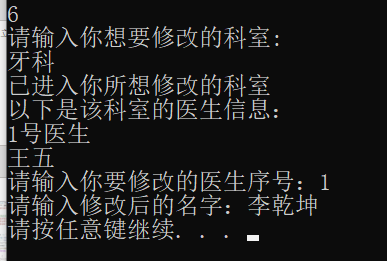 6
请输入你想要修改的科室:
牙科
已进入你所想修改的科室
以下是该科室的医生信息：
1号医生
王五
请输入你要修改的医生序号：1
请输入修改后的名字：李乾坤
请按任意键继续. . .